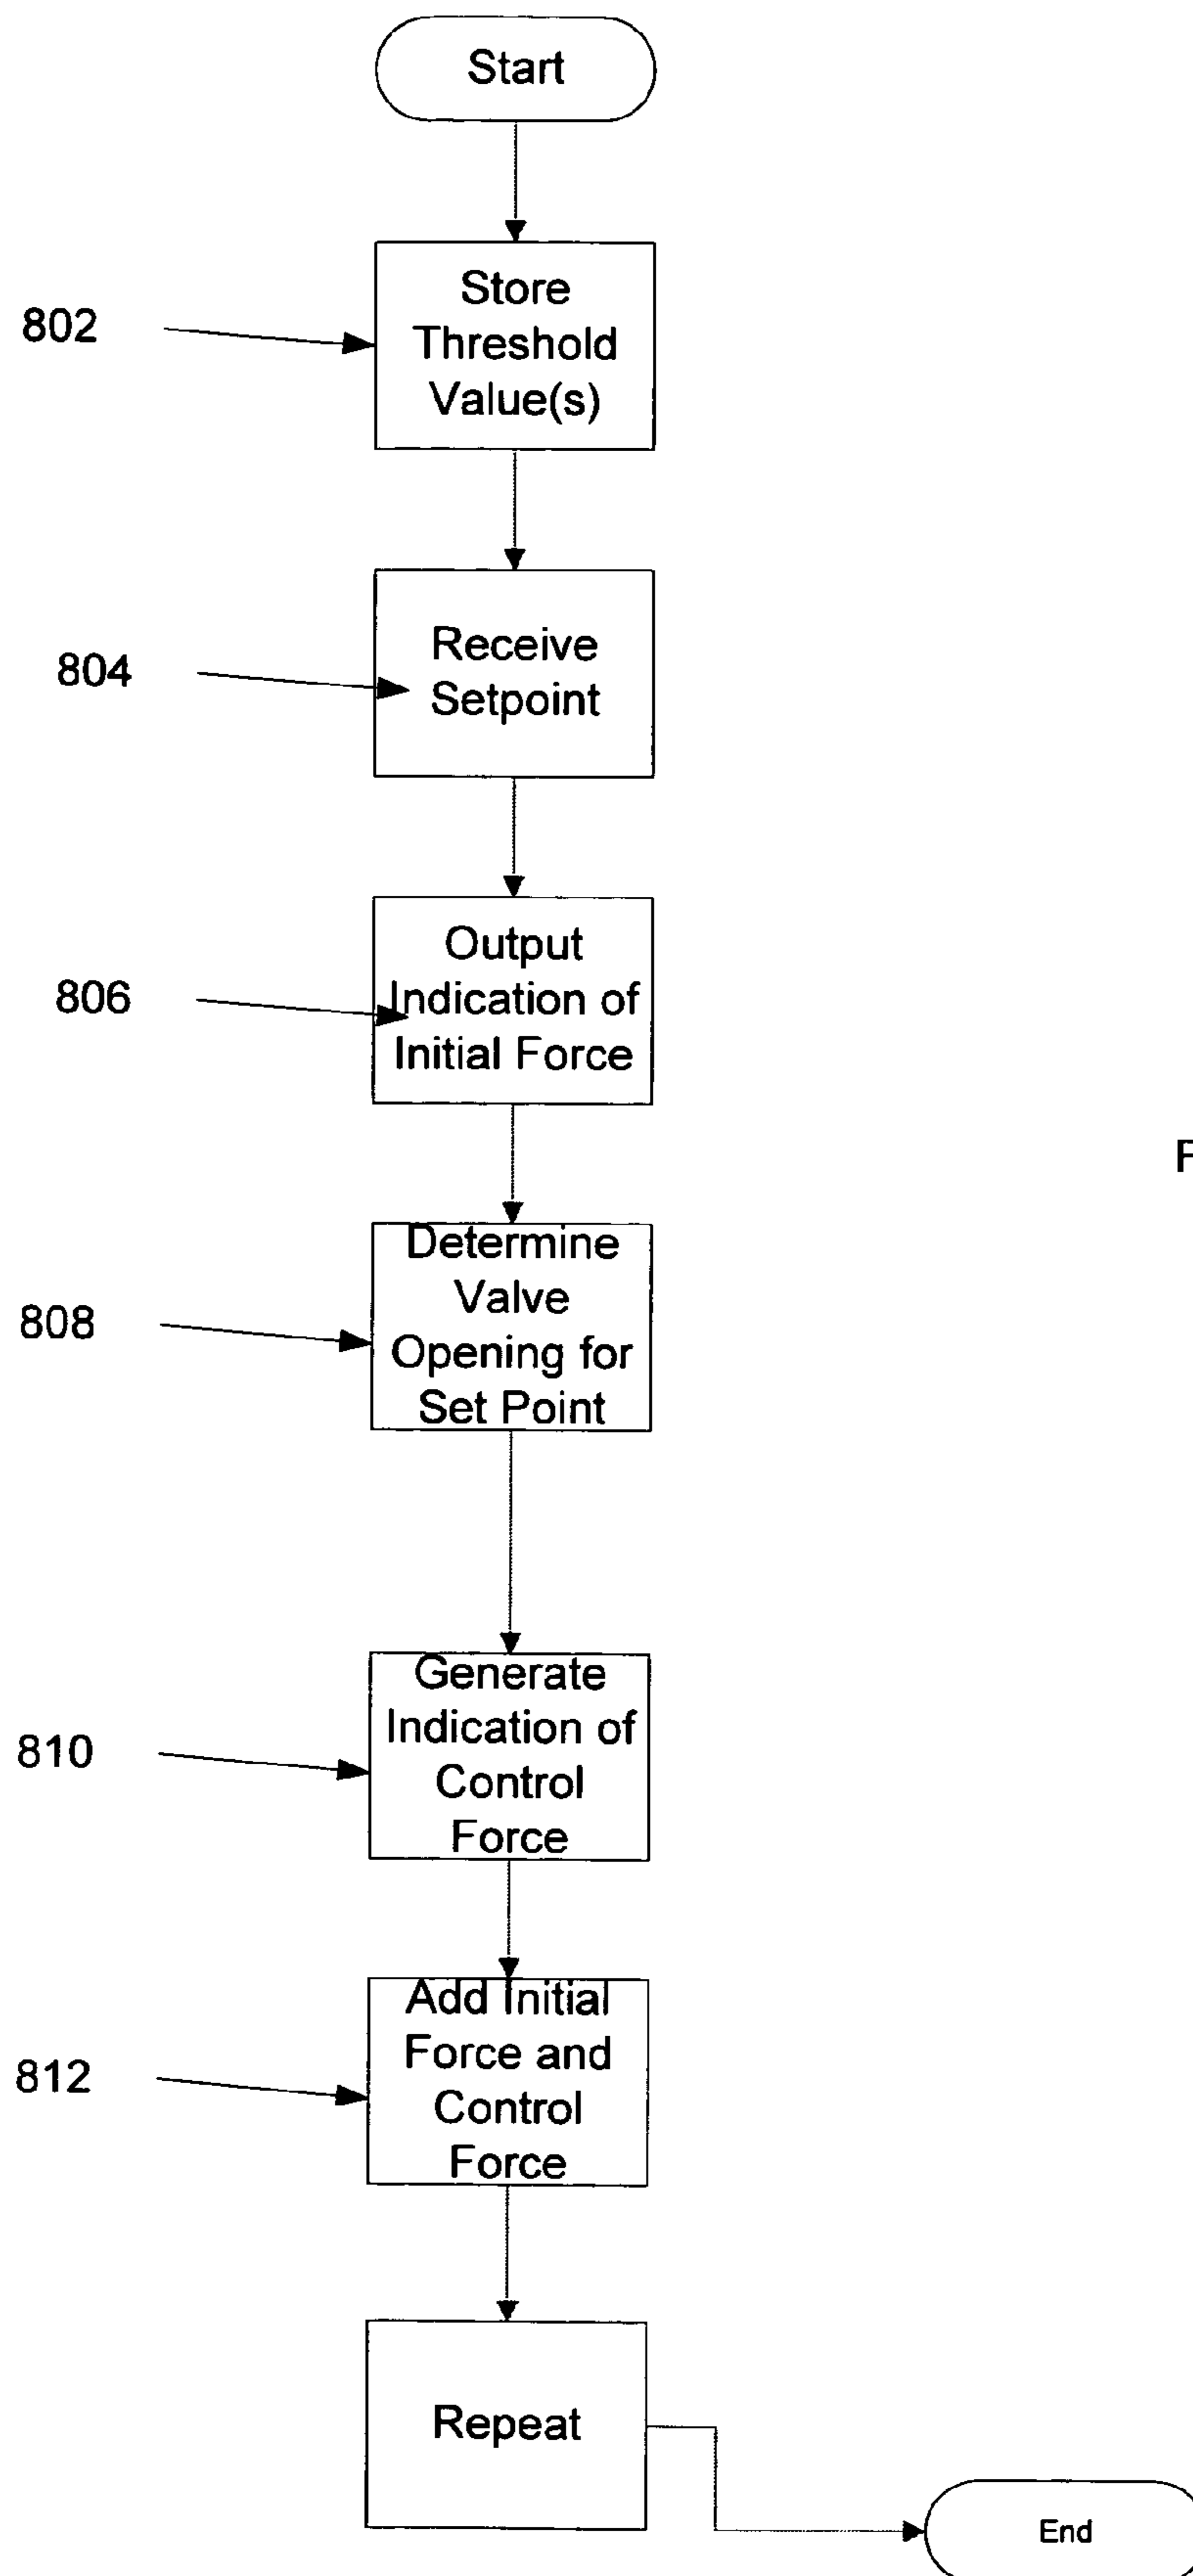 Start
802
Store
Threshold
Value(s)
804
Receive
Setpoint
806
Output
Indication of
Initial Force
F
808
Determine
Valve
Opening for
Set Point
810
Generate
Indication of
Control
Force
812
Add Initial
Force and
Control
Force
Repeat
End